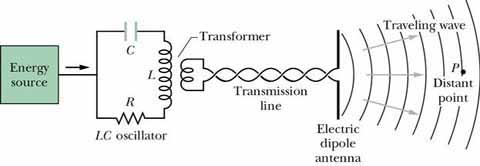 Energy
source
C
L
R
LC oscillator
Transformer
Transmission
line
Electric
dipole
antenna
Traveling wave
P
Distant
point